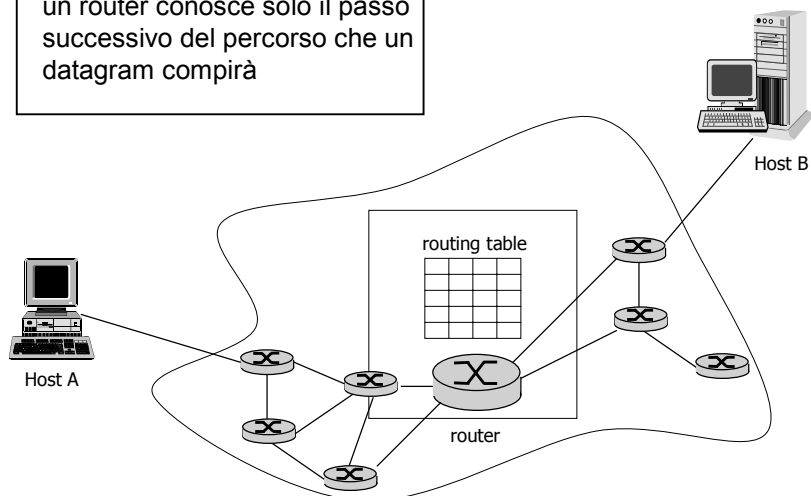 un router conosce solo il passo
successivo del percorso che un
datagram compirà
Host B
routing table
Host A
router